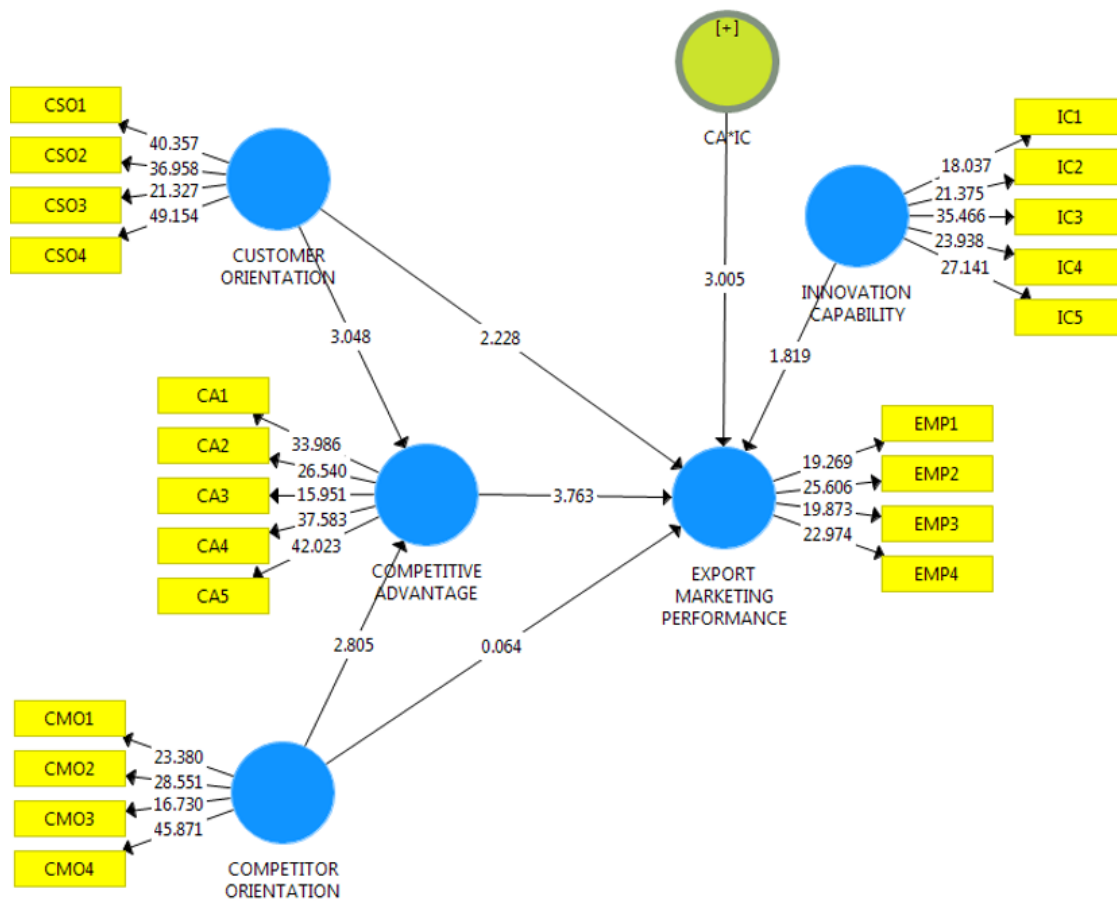 [+]
CA*IC
CSO1
CSO2
CSO3
CSO4
40.357
36.958
21.327
49.154
CUSTOMER
ORIENTATION
IC1
IC2
IC3
IC4
IC5
18.037
21.375
35.466
23.938
27.141
INNOVATION
CAPABILITY
3.005
3.048
2.228
1.819
CA1
CA2
CA3
CA4
CA5
33.986
26.540
15.951
37.583
42.023
COMPETITIVE
ADVANTAGE
3.763
EMP1
EMP2
EMP3
EMP4
19.269
25.606
19.873
22.974
EXPORT
MARKETING
PERFORMANCE
2.805
0.064
CMO1
CMO2
CMO3
CMO4
23.380
28.551
16.730
45.871
COMPETITOR
ORIENTATION